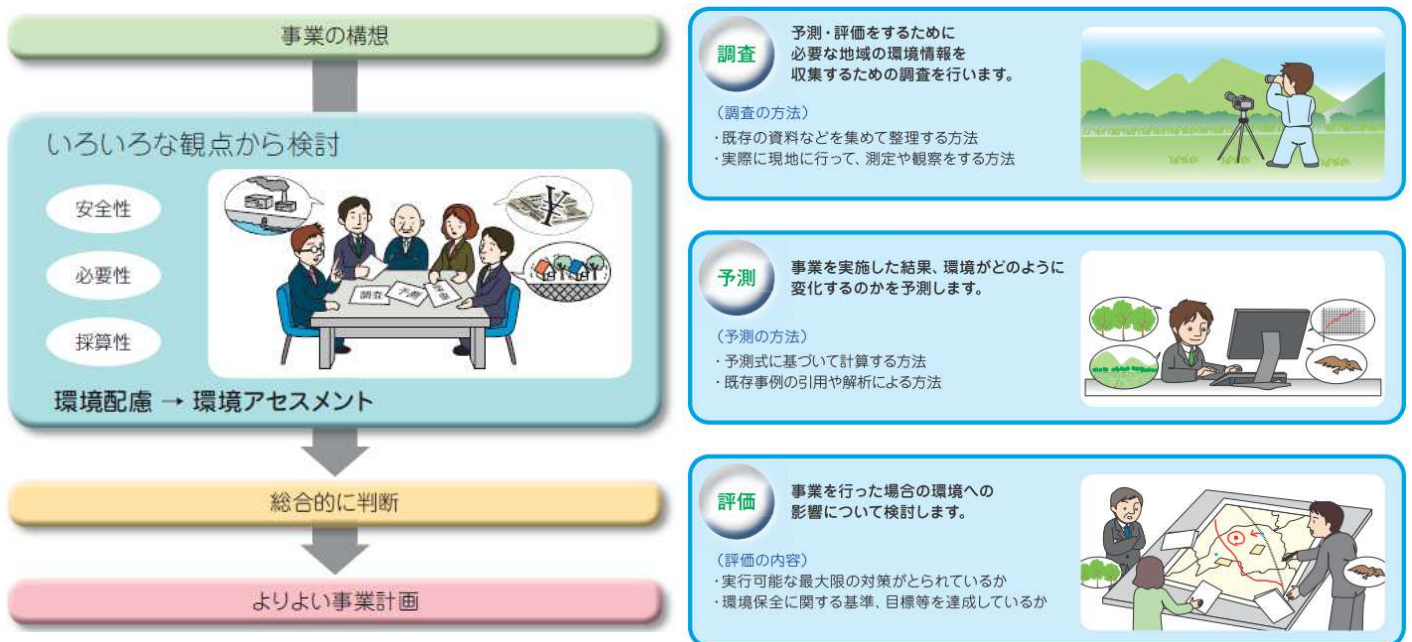 事業の構想
いろいろな観点から検討
安全性
必要性
採算性
調査
予測
評価
環境配慮 → 環境アセスメント
総合的に判断
よりよい事業計画
調査
予測・評価をするために
必要な地域の環境情報を
収集するための調査を行います。
（調査の方法）
・既存の資料などを集めて整理する方法
・実際に現地に行って、測定や観察をする方法
予測
事業を実施した結果、環境がどのように
変化するのかを予測します。
（予測の方法）
・予測式に基づいて計算する方法
・既存事例の引用や解析による方法
評価
事業を行った場合の環境への
影響について検討します。
（評価の内容）
・実行可能な最大限の対策がとられているか
・環境保全に関する基準、目標等を達成しているか